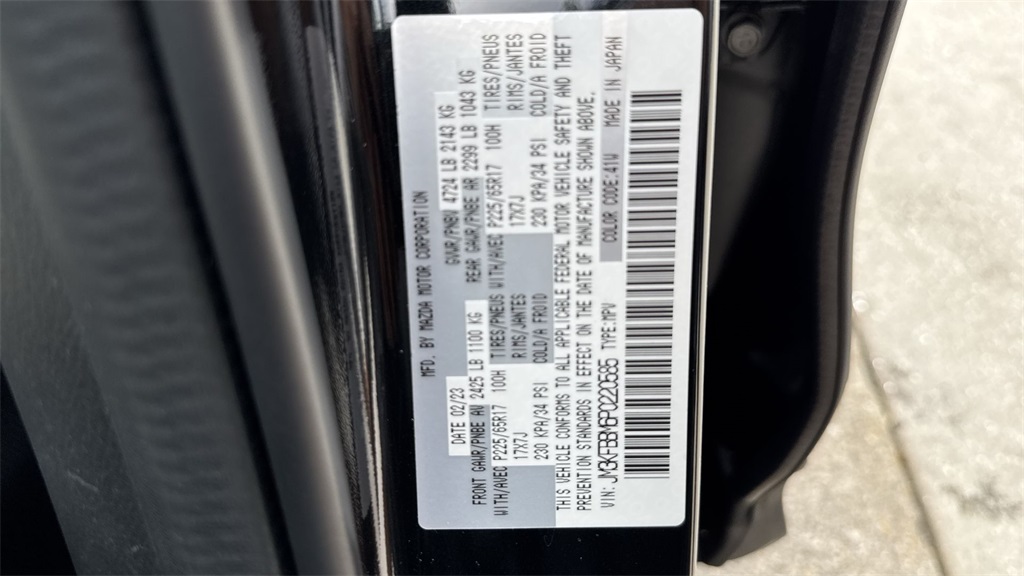 MFD. BY MAZDA MOTOR CORPORATION
DATE 02/23 GVWR/PNBV 4724 LB 2143 KG
FRONT GAWR/PNBE AV 2425 LB 1100 KG REAR GAWR/PNBE AR 2299 LB 1043 KG
WITH/AVEC P225/65R17 100H TIRES/PNEUS WITH/AVEC P225/65R17 100H TIRES/PNEUS
17X7J RIMS/JANTES 17X7J RIMS/JANTES
230 KPA/34 PSI COLD/A FROID 230 KPA/34 PSI COLD/A FROID
THIS VEHICLE CONFORMS TO ALL APPLICABLE FEDERAL MOTOR VEHICLE SAFETY AND THEFT
PREVENTION STANDARDS IN EFFECT ON THE DATE OF MANUFACTURE SHOWN ABOVE.
VIN: JM3KFBBM6P0220585 TYPE:MPV COLOR CODE:41W MADE IN JAPAN